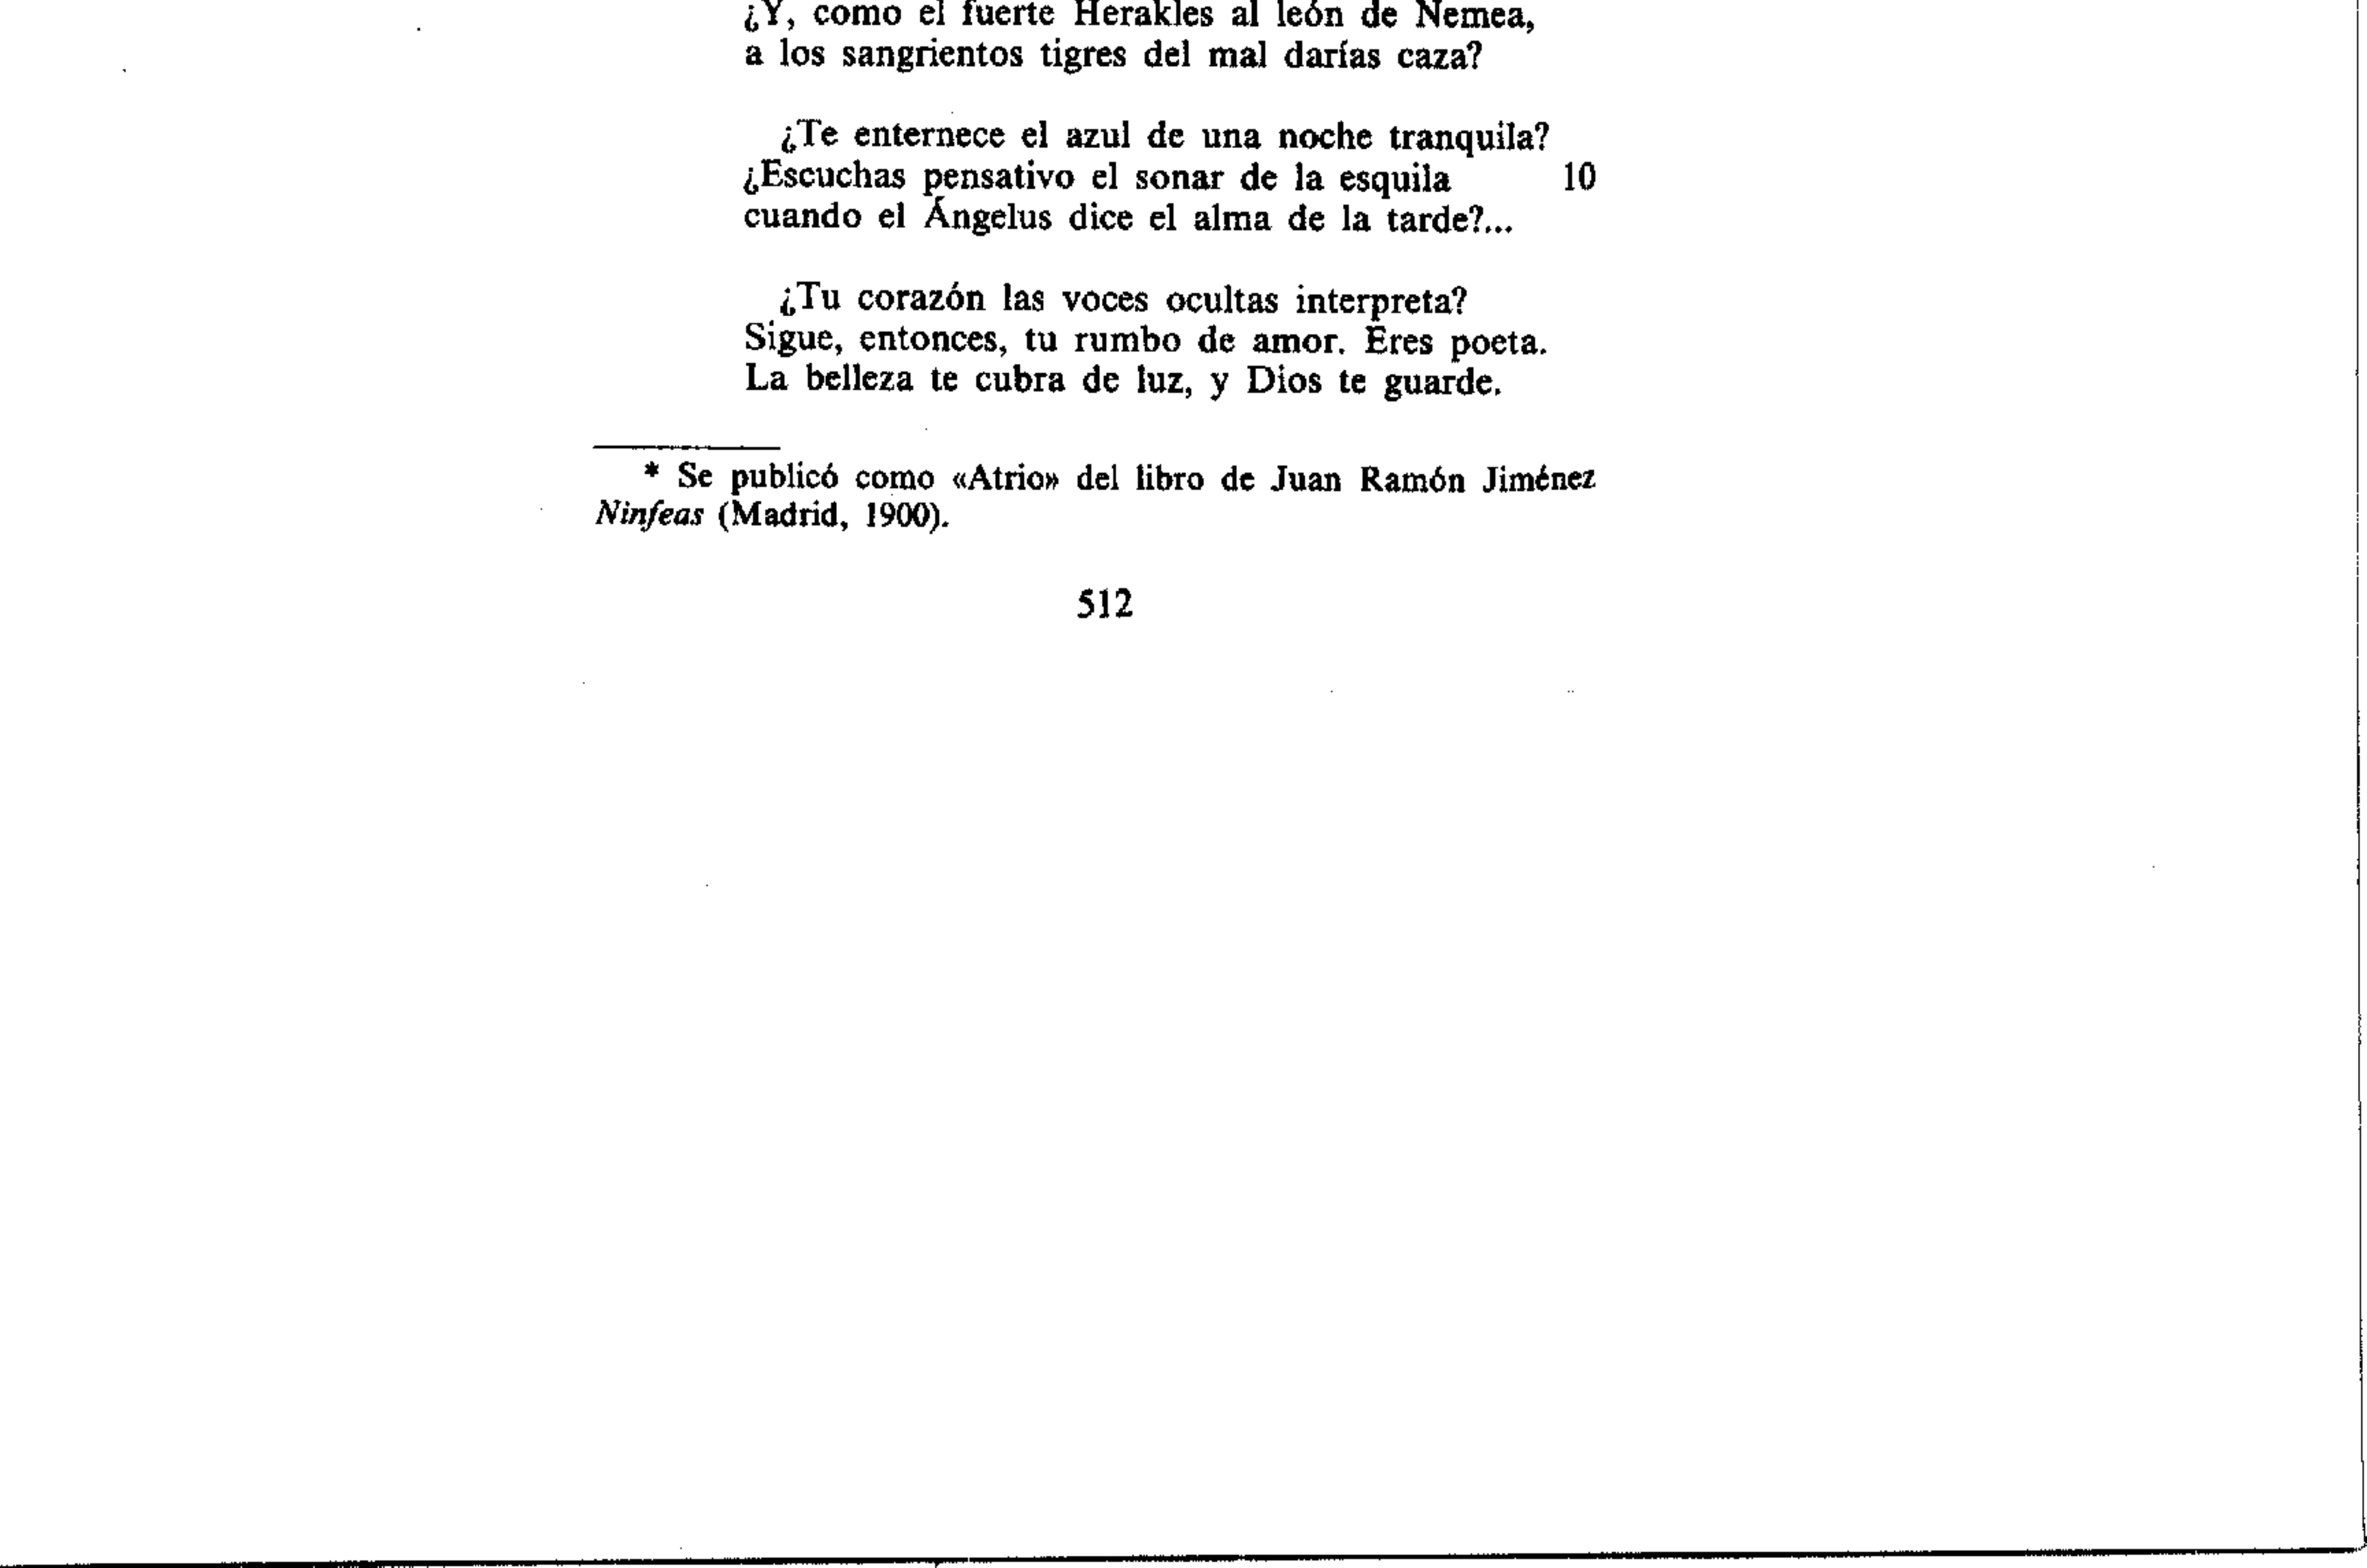 ¿Y, como el fuerte Herakles al león de Nemea,
a los sangrientos tigres del mal darías caza?
¿Te enternece el azul de una noche tranquila?
¿Escuchas pensativo el sonar de la esquila 10
cuando el Ángelus dice el alma de la tarde?...
¿Tu corazón las voces ocultas interpreta?
Sigue, entonces, tu rumbo de amor. Eres poeta.
La belleza te cubra de luz, y Dios te guarde.
* Se publicó como «Atrio» del libro de Juan Ramón Jiménez
Ninfeas (Madrid, 1900).
512